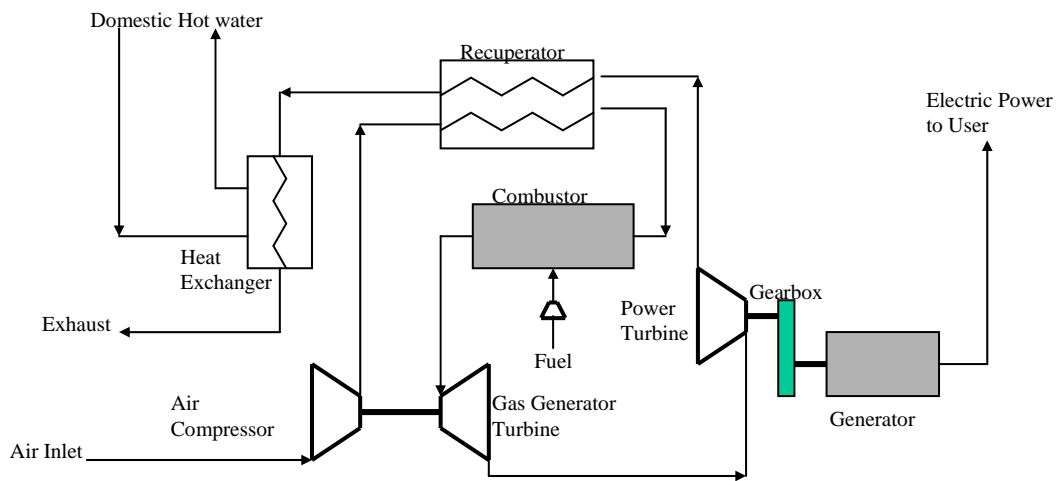 Domestic Hot water
Recuperator
Electric Power
to User
Combustor
Heat
Exchanger
Gearbox
Power
Turbine
Exhaust
Fuel
Air
Compressor
Gas Generator
Turbine
Generator
Air Inlet